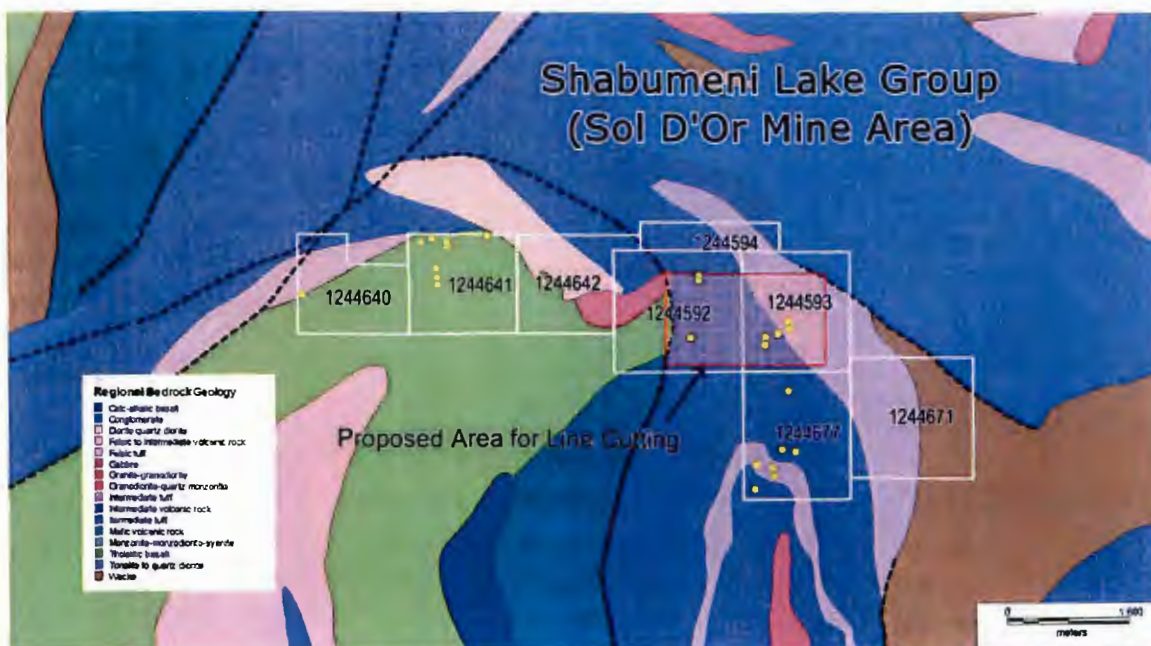 Shabumeni Lake Group
(Sol D'Or Mine Area)
1244594
1244640
1244641
1244642
1244592
1244593
1244671
1244677
Proposed Area for Line Cutting
Regional Bedrock Geology
Calc-alkalic basalt
Conglomerate
Diorite quartz diorite
Felsic to intermediate volcanic rock
Felsic tuff
Gabbro
Granite-granodiorite
Granodiorite-quartz monzonite
Intermediate tuff
Intermediate volcanic rock
Mafic volcanic rock
Monzonite-monzodiorite-syenite
Tholeiitic basalt
Tonalite to quartz diorite
Wacke
0
meters